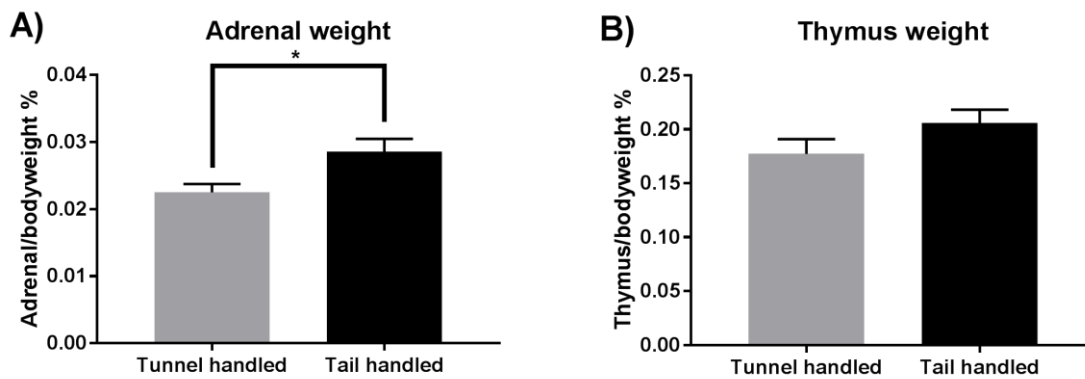 A)
Adrenal weight
*
Adrenal/bodyweight %
0.04
0.03
0.02
0.01
0.00
Tunnel handled
Tail handled
B)
Thymus weight
Thymus/bodyweight %
0.25
0.20
0.15
0.10
0.05
0.00
Tunnel handled
Tail handled